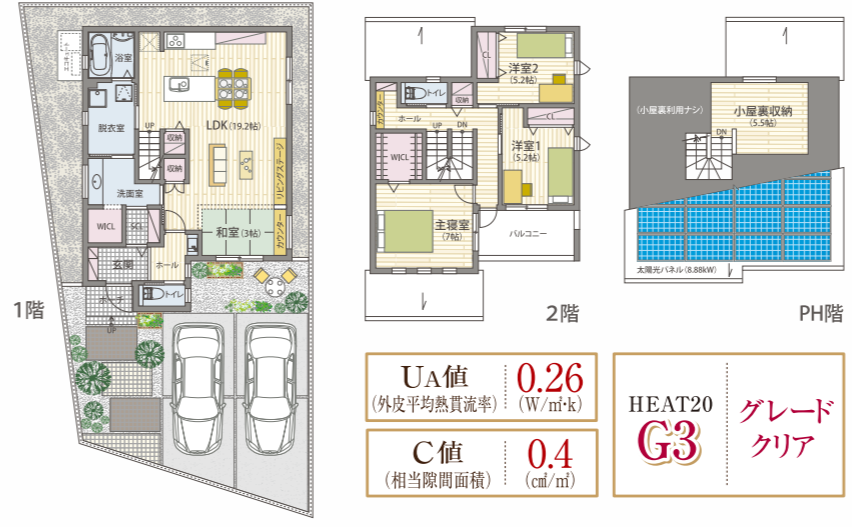 浴室
脱衣室
UP
収納
収納
LDK(19.2帖)
リビングステージ
洗面室
WICL
SCL
和室(3帖)
カウンター
玄関
ホール
ポーチ
UP
トイレ
1階
CL
洋室2
(5.2帖)
トイレ
収納
カウンター
ホール
UP
DN
CL
洋室1
(5.2帖)
WICL
主寝室
(7帖)
バルコニー
2階
(小屋裏利用ナシ)
小屋裏収納
(5.5帖)
DN
太陽光パネル(8.88kW)
PH階
UA値
(外皮平均熱貫流率)
0.26
(W/㎡·k)
C値
(相当隙間面積)
0.4
(c㎡/㎡)
HEAT20
G3
グレード
クリア